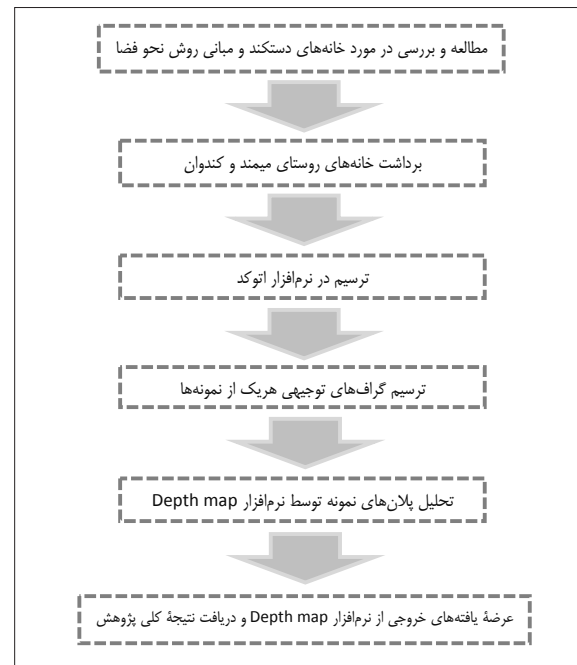 مطالعه و بررسی در مورد خانه‌های دستکند و مبانی روش نحو فضا
برداشت خانه‌های روستای میمند و کندوان
ترسیم در نرم‌افزار اتوکد
ترسیم گراف‌های توجیهی هریک از نمونه‌ها
تحلیل پلان‌های نمونه توسط نرم‌افزار Depth map
عرضۀ یافته‌های خروجی از نرم‌افزار Depth map و دریافت نتیجۀ کلی پژوهش